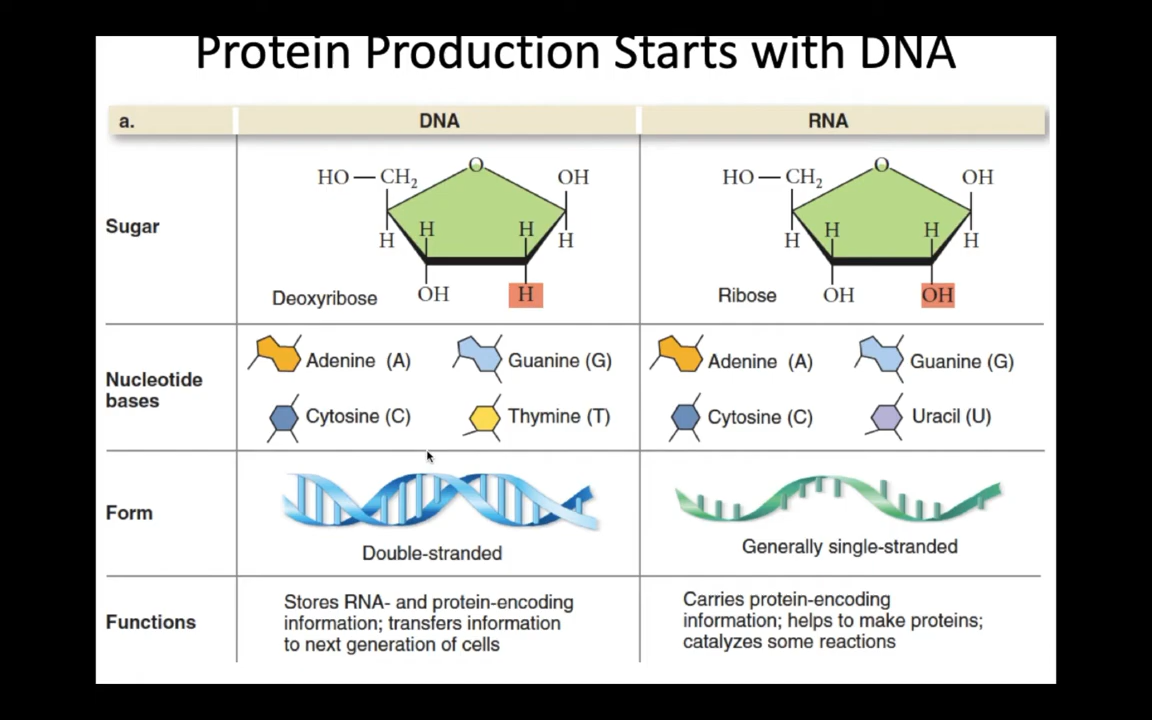 Protein Production Starts with DNA
a.
DNA
RNA
Sugar
HO — CH₂
O
OH
H
H
H
H
OH
H
Deoxyribose
HO — CH₂
O
OH
H
H
H
H
OH
OH
Ribose
Nucleotide
bases
Adenine (A)
Guanine (G)
Cytosine (C)
Thymine (T)
Adenine (A)
Guanine (G)
Cytosine (C)
Uracil (U)
Form
Double-stranded
Generally single-stranded
Functions
Stores RNA- and protein-encoding
information; transfers information
to next generation of cells
Carries protein-encoding
information; helps to make proteins;
catalyzes some reactions